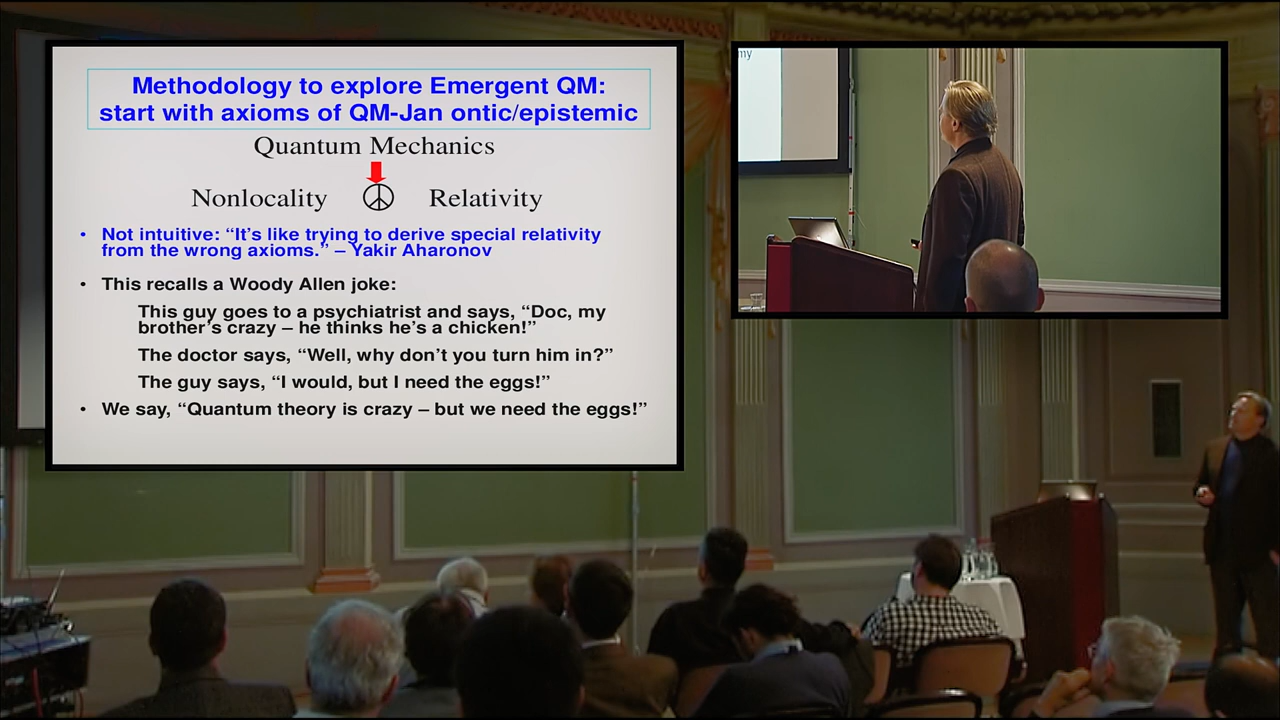 Methodology to explore Emergent QM:
start with axioms of QM-Jan ontic/epistemic
Quantum Mechanics
Nonlocality ☮ Relativity
• Not intuitive: “It’s like trying to derive special relativity
from the wrong axioms.” – Yakir Aharonov
• This recalls a Woody Allen joke:
This guy goes to a psychiatrist and says, “Doc, my
brother’s crazy – he thinks he’s a chicken!”
The doctor says, “Well, why don’t you turn him in?”
The guy says, “I would, but I need the eggs!”
• We say, “Quantum theory is crazy – but we need the eggs!”
my